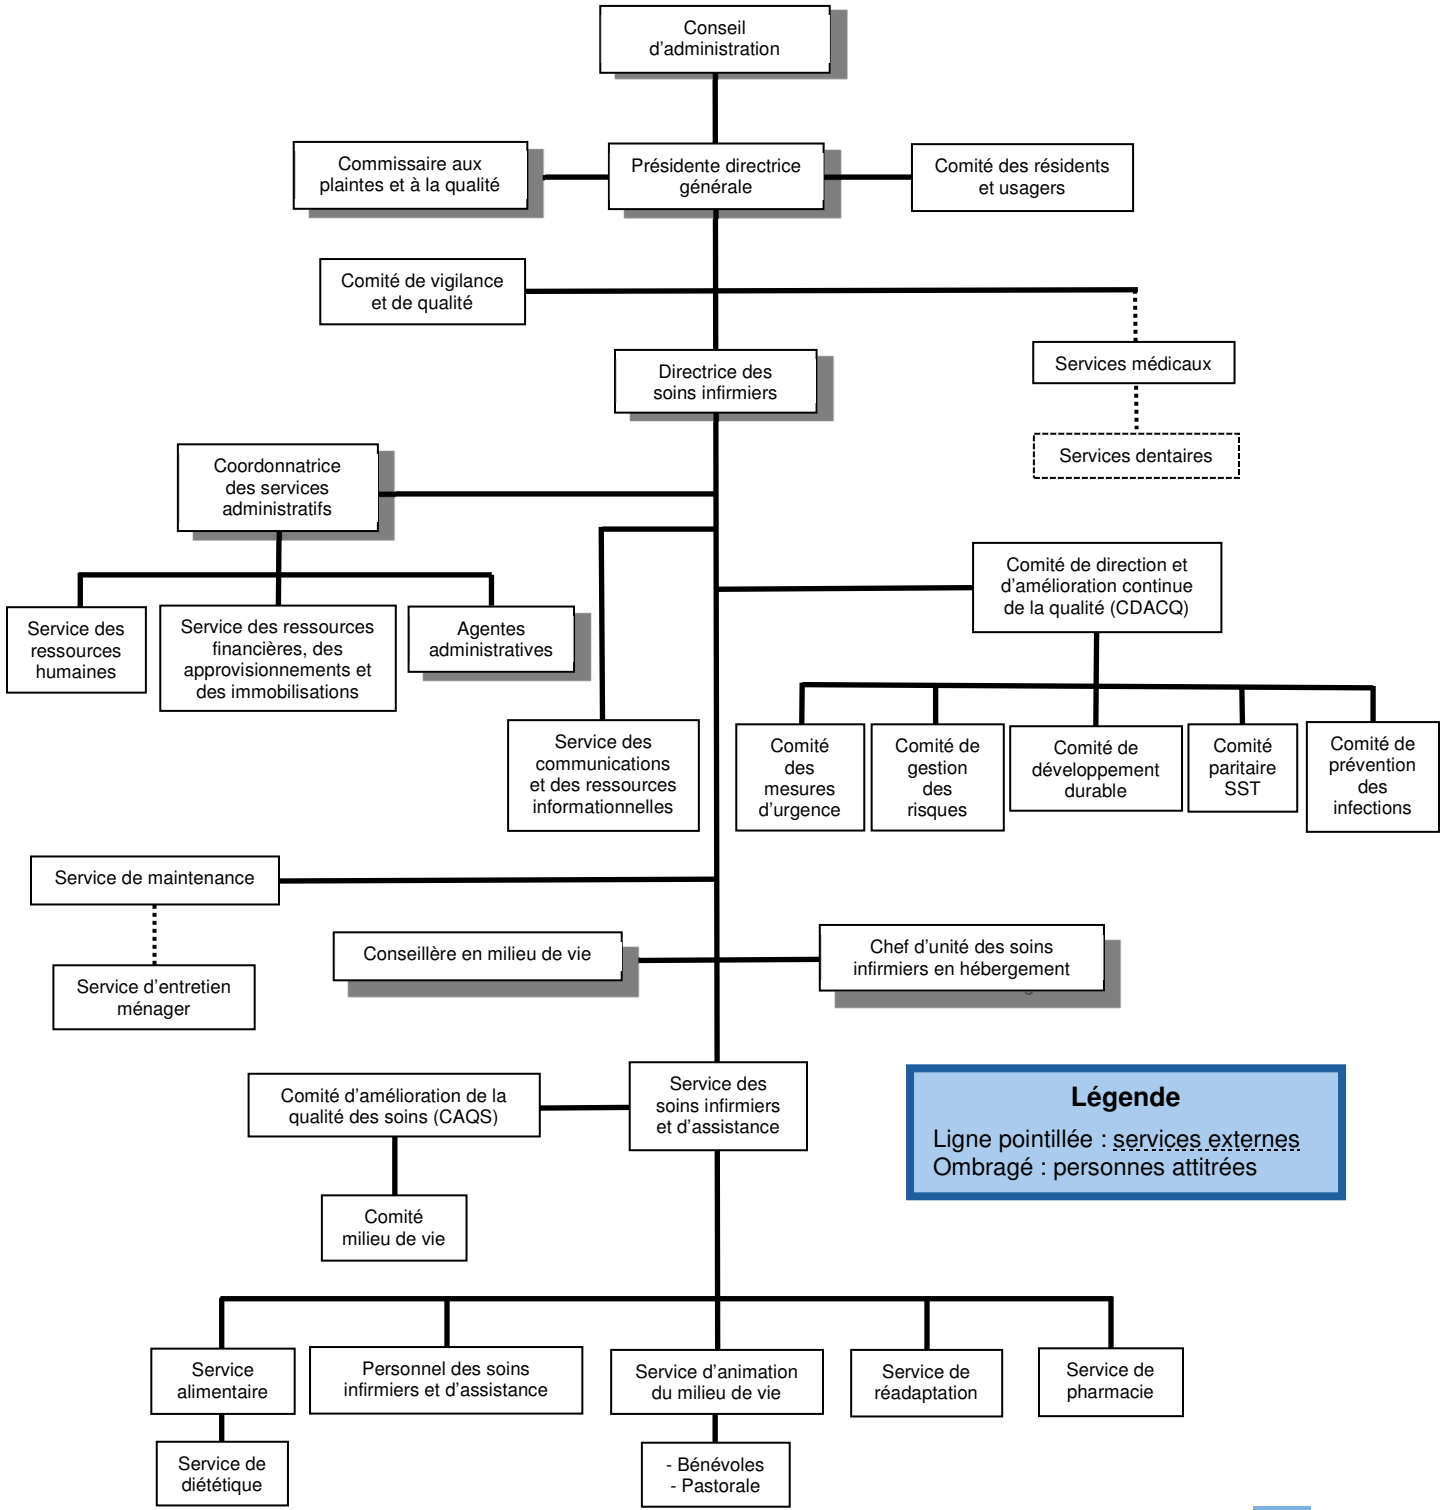 Conseil
d'administration
Commissaire aux
plaintes et à la qualité
Présidente directrice
générale
Comité des résidents
et usagers
Comité de vigilance
et de qualité
Directrice des
soins infirmiers
Services médicaux
Services dentaires
Coordonnatrice
des services
administratifs
Comité de direction et
d'amélioration continue
de la qualité (CDACQ)
Service des
ressources
humaines
Service des ressources
financières, des
approvisionnements et
des immobilisations
Agentes
administratives
Service des
communications
et des ressources
informationnelles
Comité
des
mesures
d'urgence
Comité de
gestion
des
risques
Comité de
développement
durable
Comité
paritaire
SST
Comité de
prévention
des
infections
Service de maintenance
Service d'entretien
ménager
Conseillère en milieu de vie
Chef d'unité des soins
infirmiers en hébergement
Service des
soins infirmiers
et d'assistance
Comité d'amélioration de la
qualité des soins (CAQS)
Comité
milieu de vie
Légende
Ligne pointillée : services externes
Ombragé : personnes attitrées
Service
alimentaire
Personnel des soins
infirmiers et d'assistance
Service d'animation
du milieu de vie
Service de
réadaptation
Service de
pharmacie
Service de
diététique
- Bénévoles
- Pastorale